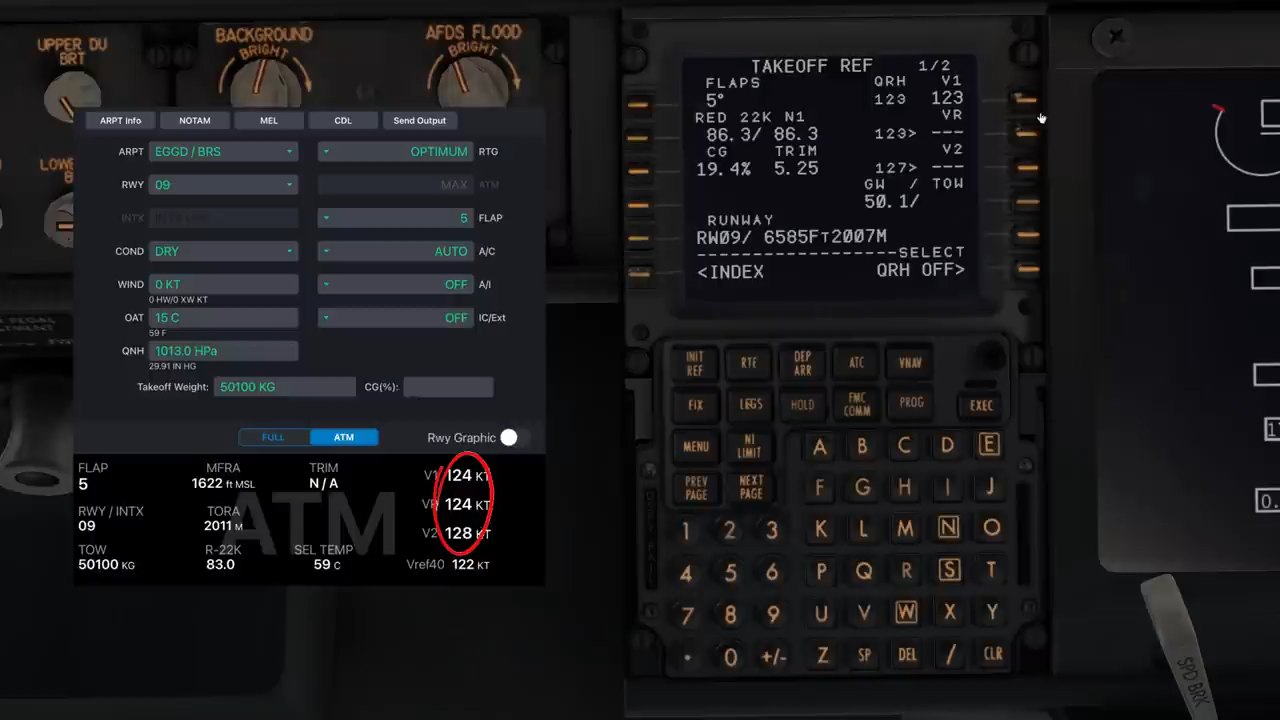 UPPER DU
BRT
BACKGROUND
BRIGHT
AFDS FLOOD
BRIGHT
ARPT Info NOTAM MEL CDL Send Output
ARPT EGGD / BRS OPTIMUM RTG
RWY 09 MAX ATM
INTX 5 FLAP
COND DRY AUTO A/C
WIND 0 KT OFF A/I
0 HW/0 XW KT
OAT 15 C OFF IC/Ext
59 F
QNH 1013.0 HPa
29.91 IN HG
Takeoff Weight: 50100 KG CG(%):
FULL ATM Rwy Graphic
FLAP MFRA TRIM
5 1622 ft MSL N/A
V1 124 KT
RWY / INTX TORA
09 2011 M
VR 124 KT
V2 128 KT
ATM
TOW R-22K SEL TEMP
50100 KG 83.0 59 C
Vref40 122 KT
TAKEOFF REF 1/2
FLAPS QRH V1
5° 123 123
RED 22K N1 VR
86.3/ 86.3 123> ---
CG TRIM V2
19.4% 5.25 127> ---
GW / TOW
50.1/
RUNWAY
RW09/ 6585FT2007M
--------------------SELECT
<INDEX QRH OFF>
INIT REF RTE DEP ARR ATC VNAV
FIX LEGS HOLD FMC COMM PROG EXEC
MENU N1 LIMIT A B C D E
PREV PAGE NEXT PAGE F G H I J
1 2 3 K L M N O
4 5 6 P Q R S T
7 8 9 U V W X Y
. 0 +/- Z SP DEL / CLR
SPD BRK